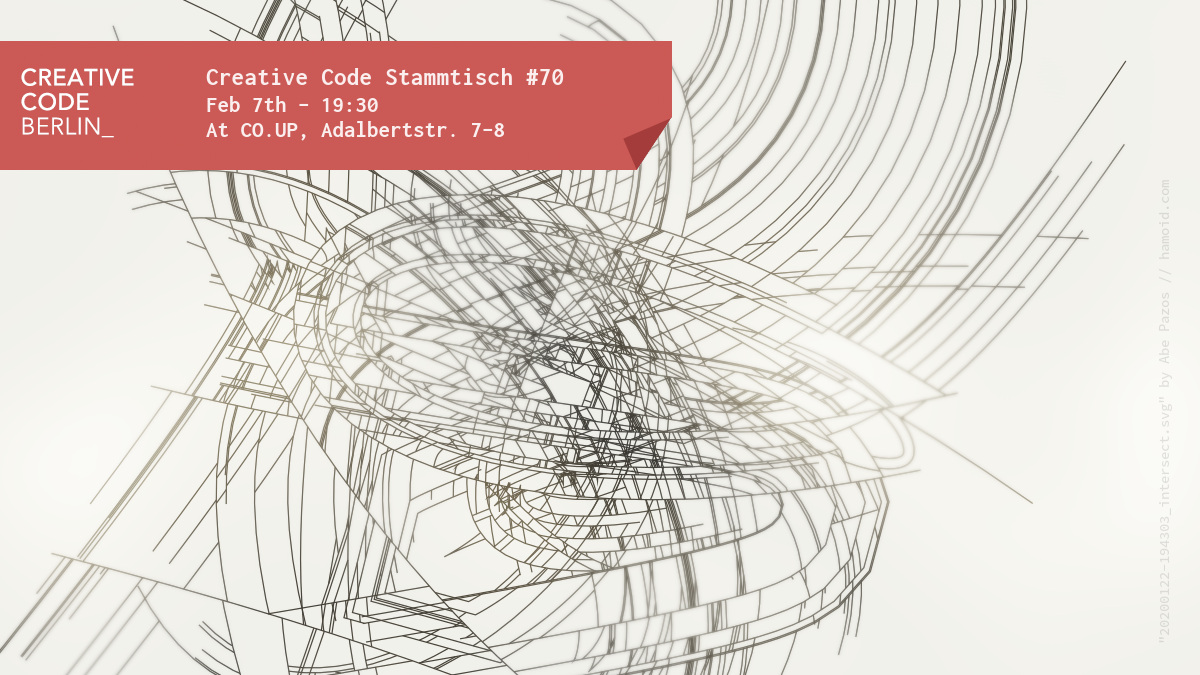 CREATIVE
CODE
BERLIN_
Creative Code Stammtisch #70
Feb 7th - 19:30
At CO.UP, Adalbertstr. 7-8
"20200122-194303_intersect.svg" by Abe Pazos // hamoid.com